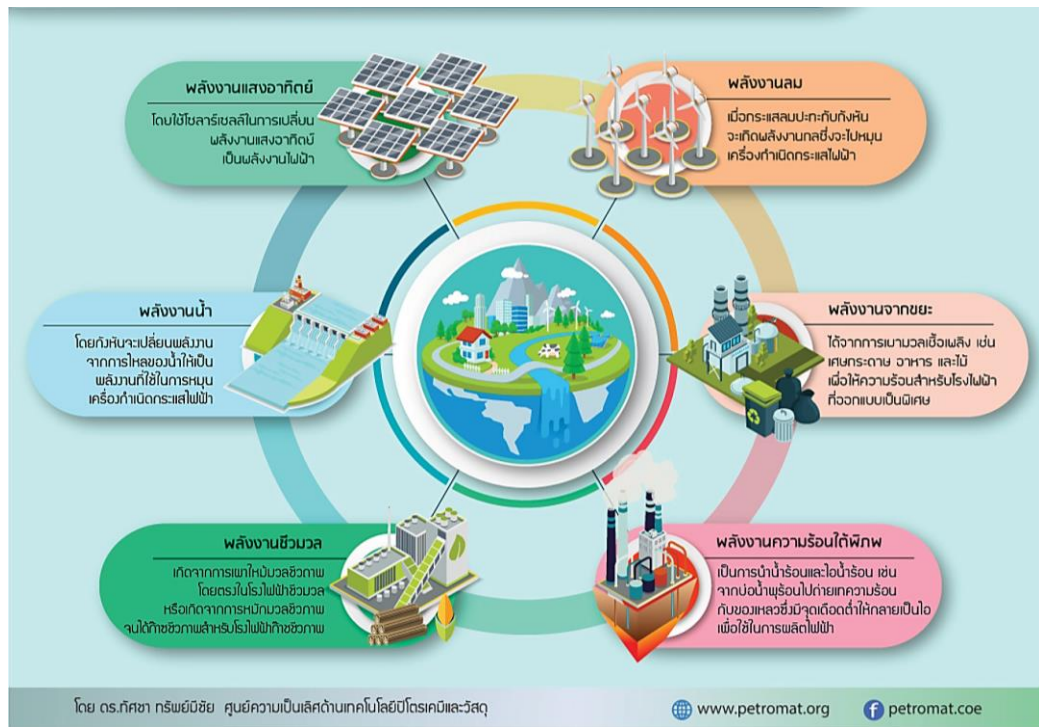 พลังงานแสงอาทิตย์
โดยใช้โซลาร์เซลล์ในการเปลี่ยน
พลังงานแสงอาทิตย์
เป็นพลังงานไฟฟ้า
พลังงานลม
เมื่อกระแสลมปะทะกับกังหัน
จะเกิดพลังงานกลซึ่งจะไปหมุน
เครื่องกำเนิดกระแสไฟฟ้า
พลังงานน้ำ
โดยกังหันจะเปลี่ยนพลังงาน
จากการไหลของน้ำให้เป็น
พลังงานที่ใช้ในการหมุน
เครื่องกำเนิดกระแสไฟฟ้า
พลังงานจากขยะ
ได้จากการเผามวลเชื้อเพลิง เช่น
เศษกระดาษ อาหาร และไม้
เพื่อให้ความร้อนสำหรับโรงไฟฟ้า
ที่ออกแบบเป็นพิเศษ
พลังงานชีวมวล
เกิดจากการเผาไหม้มวลชีวภาพ
โดยตรงในโรงไฟฟ้าชีวมวล
หรือเกิดจากการหมักมวลชีวภาพ
จนได้ก๊าซชีวภาพสำหรับโรงไฟฟ้าก๊าซชีวภาพ
พลังงานความร้อนใต้พิภพ
เป็นการนำน้ำร้อนและไอน้ำร้อน เช่น
จากบ่อน้ำพุร้อนไปถ่ายเทความร้อน
กับของเหลวซึ่งมีจุดเดือดต่ำให้กลายเป็นไอ
เพื่อใช้ในการผลิตไฟฟ้า
โดย ดร.ทัศชา ทรัพย์มีชัย ศูนย์ความเป็นเลิศด้านเทคโนโลยีปิโตรเคมีและวัสดุ
www.petromat.org
petromat.coe